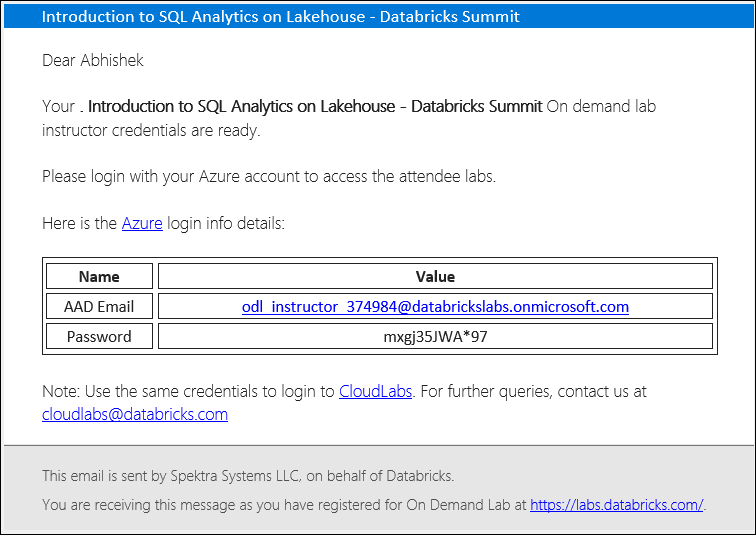 Introduction to SQL Analytics on Lakehouse - Databricks Summit
Dear Abhishek
Your . Introduction to SQL Analytics on Lakehouse - Databricks Summit On demand lab
instructor credentials are ready.
Please login with your Azure account to access the attendee labs.
Here is the Azure login info details:
Name Value
AAD Email odl_instructor_374984@databrickslabs.onmicrosoft.com
Password mxgj35JWA*97
Note: Use the same credentials to login to CloudLabs. For further queries, contact us at
cloudlabs@databricks.com
This email is sent by Spektra Systems LLC, on behalf of Databricks.
You are receiving this message as you have registered for On Demand Lab at https://labs.databricks.com/.